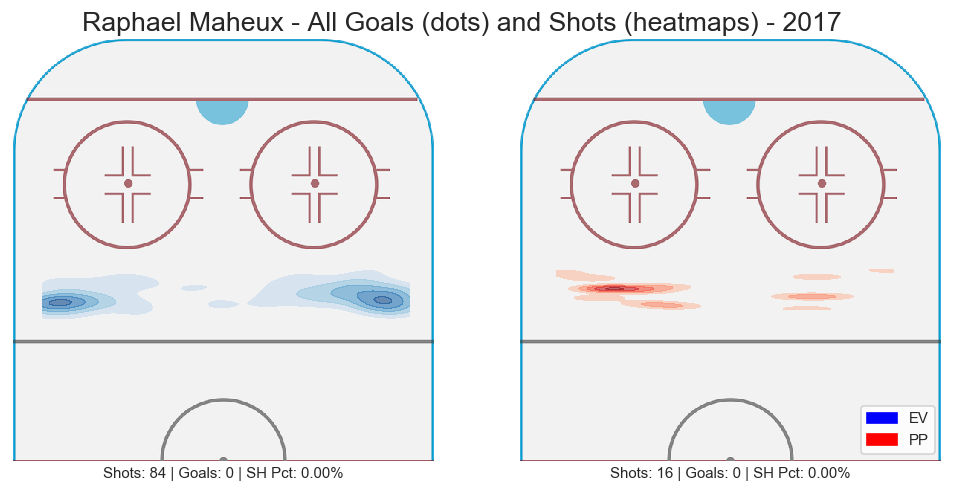 Raphael Maheux - All Goals (dots) and Shots (heatmaps) - 2017
EV
PP
Shots: 84 | Goals: 0 | SH Pct: 0.00%
Shots: 16 | Goals: 0 | SH Pct: 0.00%